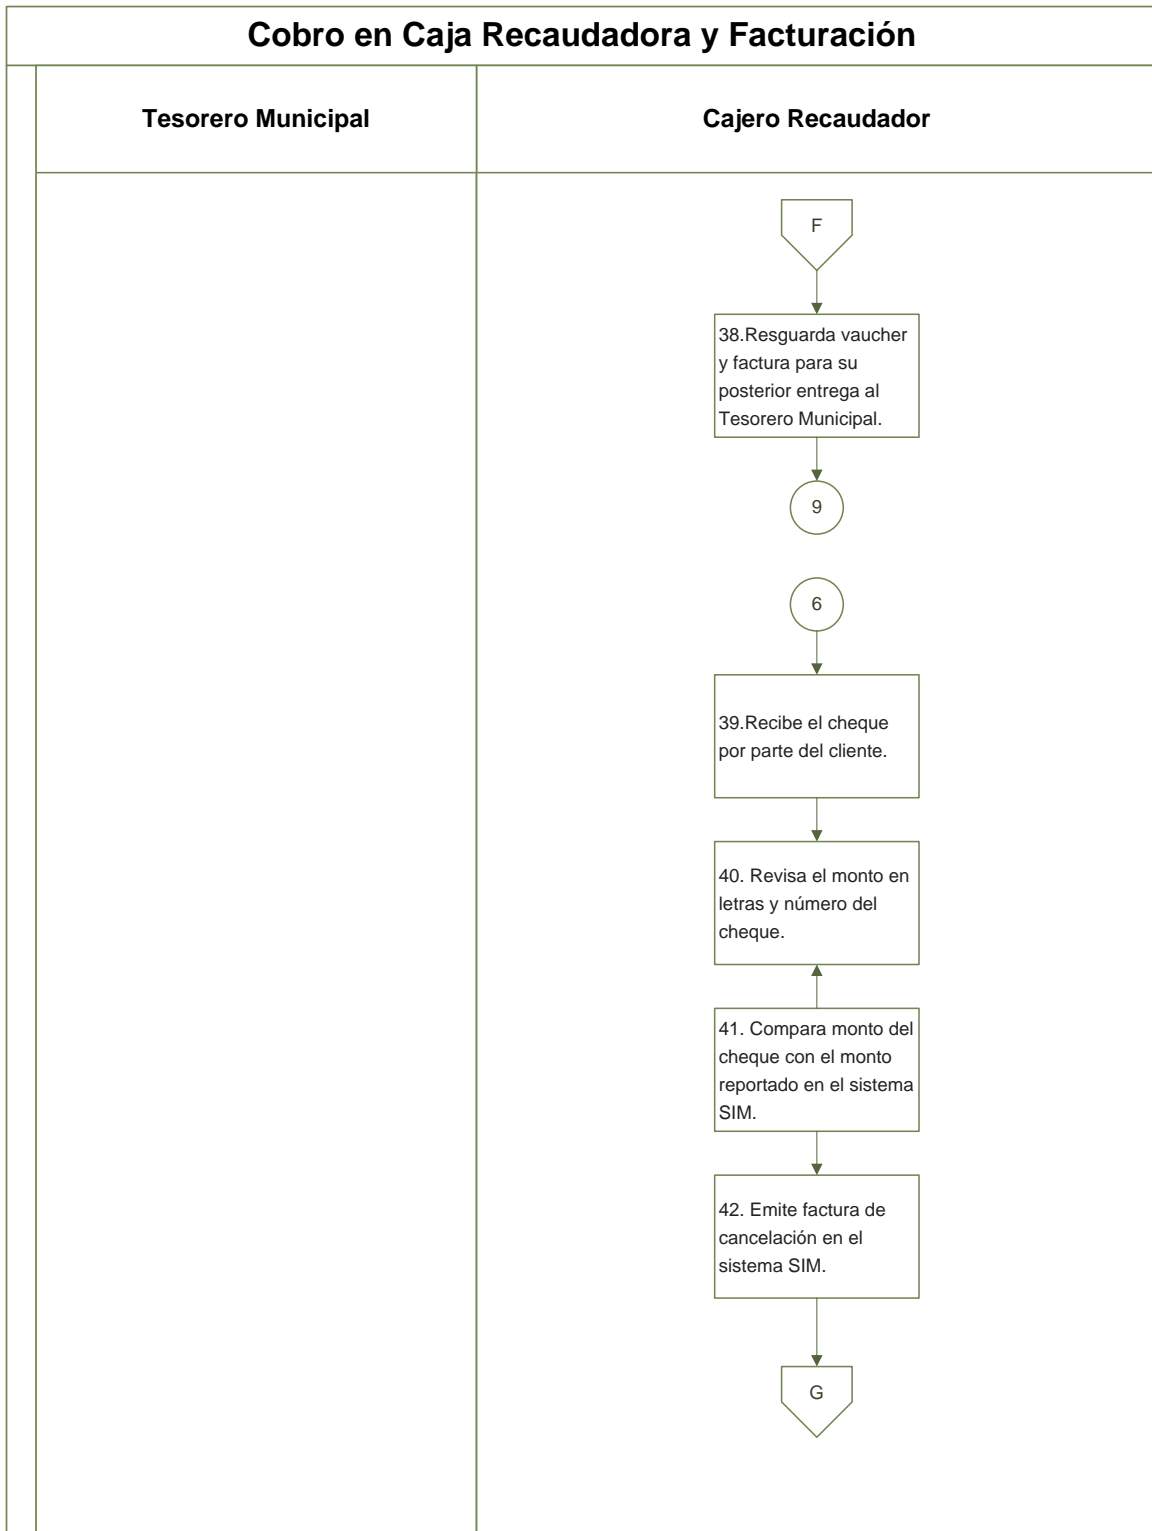 Cobro en Caja Recaudadora y Facturación
Tesorero Municipal
Cajero Recaudador
F
38.Resguarda vaucher
y factura para su
posterior entrega al
Tesorero Municipal.
9
6
39.Recibe el cheque
por parte del cliente.
40. Revisa el monto en
letras y número del
cheque.
41. Compara monto del
cheque con el monto
reportado en el sistema
SIM.
42. Emite factura de
cancelación en el
sistema SIM.
G